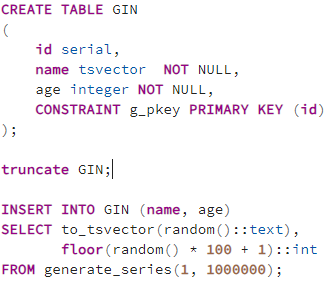 CREATE TABLE GIN
(
    id serial,
    name tsvector  NOT NULL,
    age integer NOT NULL,
    CONSTRAINT g_pkey PRIMARY KEY (id)
);
truncate GIN;
INSERT INTO GIN (name, age)
SELECT to_tsvector(random()::text),
       floor(random() * 100 + 1)::int
FROM generate_series(1, 1000000);